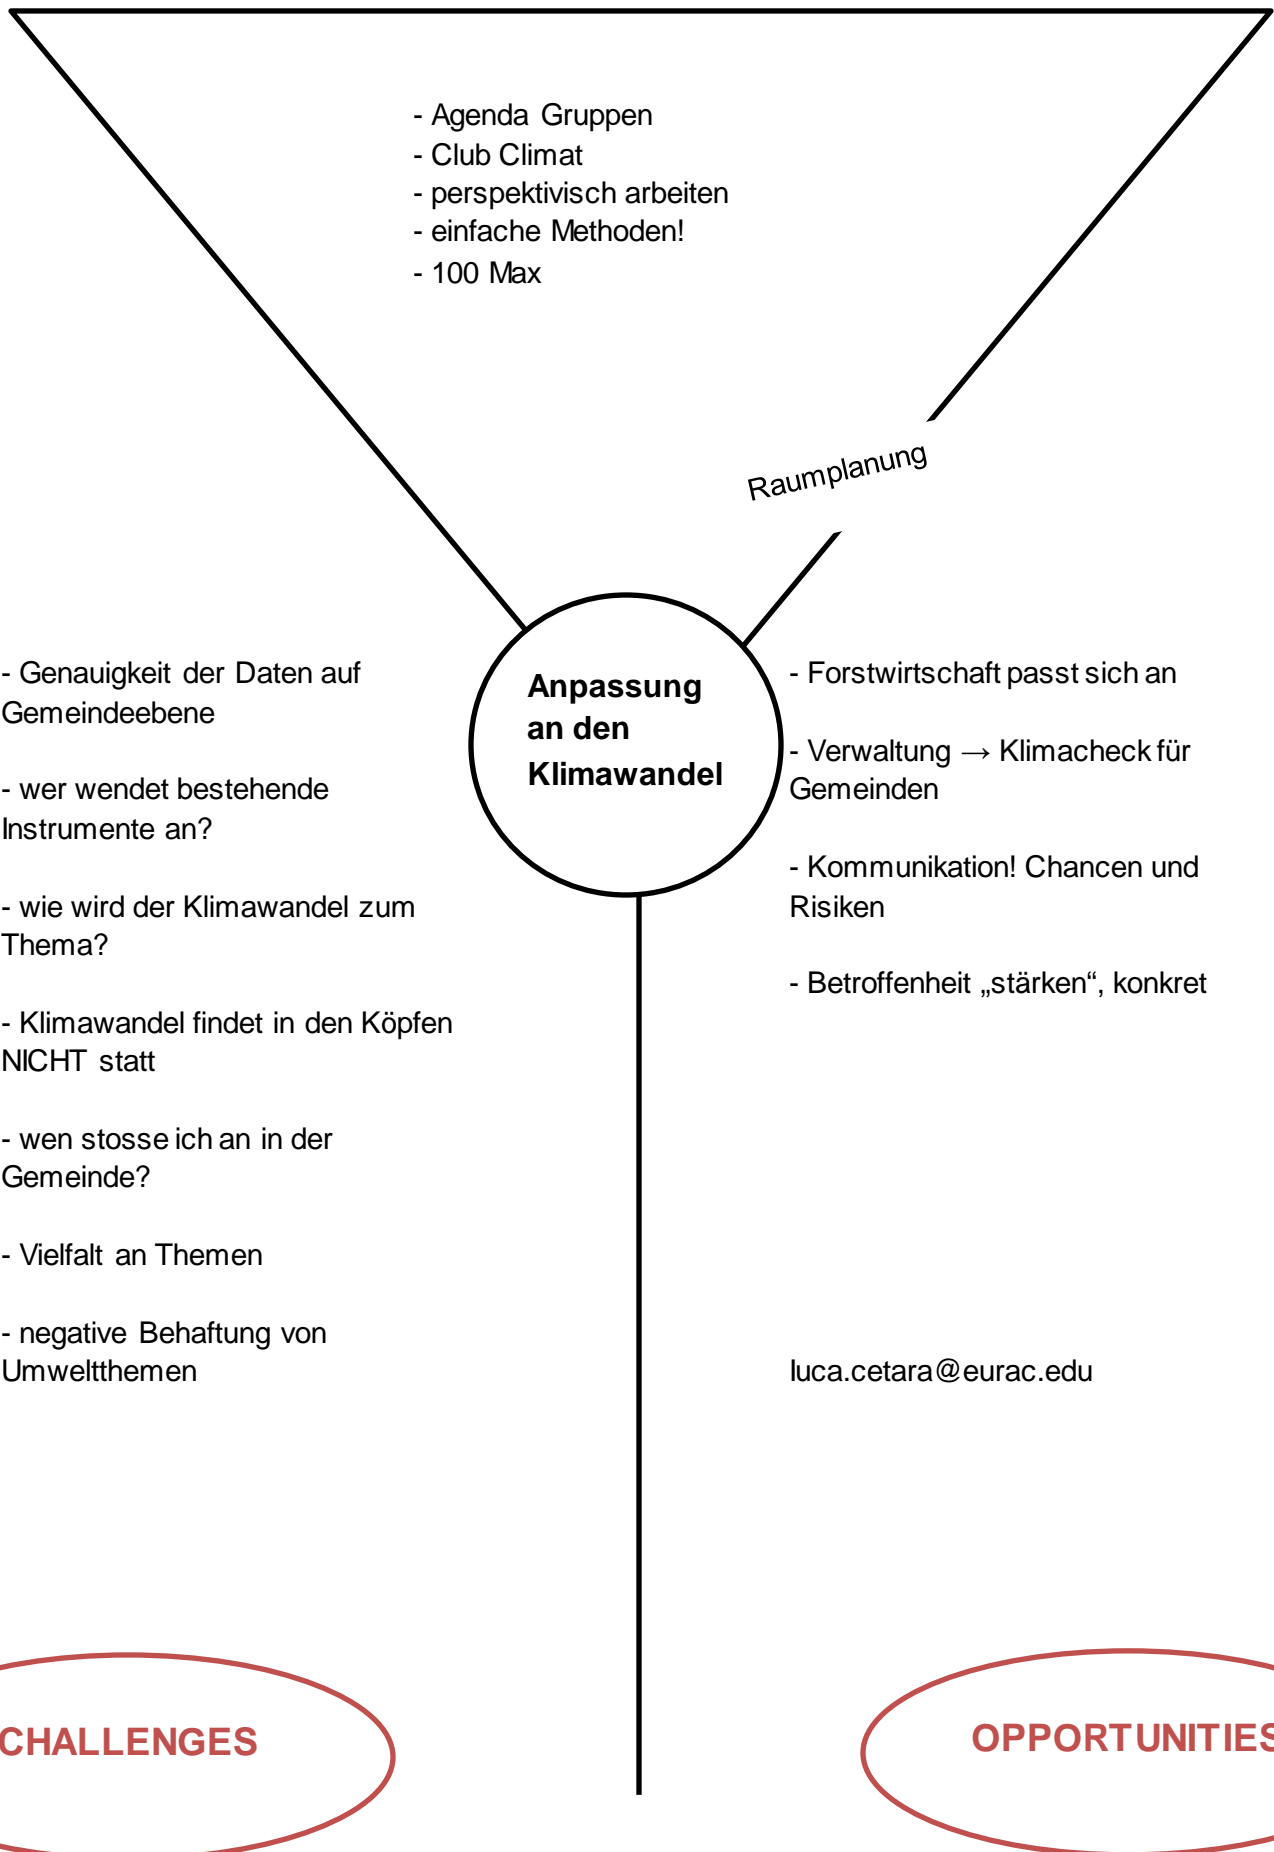 - Agenda Gruppen
- Club Climat
- perspektivisch arbeiten
- einfache Methoden!
- 100 Max
Raumplanung
Anpassung
an den
Klimawandel
- Genauigkeit der Daten auf
Gemeindeebene
- wer wendet bestehende
Instrumente an?
- wie wird der Klimawandel zum
Thema?
- Klimawandel findet in den Köpfen
NICHT statt
- wen stosse ich an in der
Gemeinde?
- Vielfalt an Themen
- negative Behaftung von
Umweltthemen
- Forstwirtschaft passt sich an
- Verwaltung → Klimacheck für
Gemeinden
- Kommunikation! Chancen und
Risiken
- Betroffenheit „stärken“, konkret
luca.cetara@eurac.edu
CHALLENGES
OPPORTUNITIES